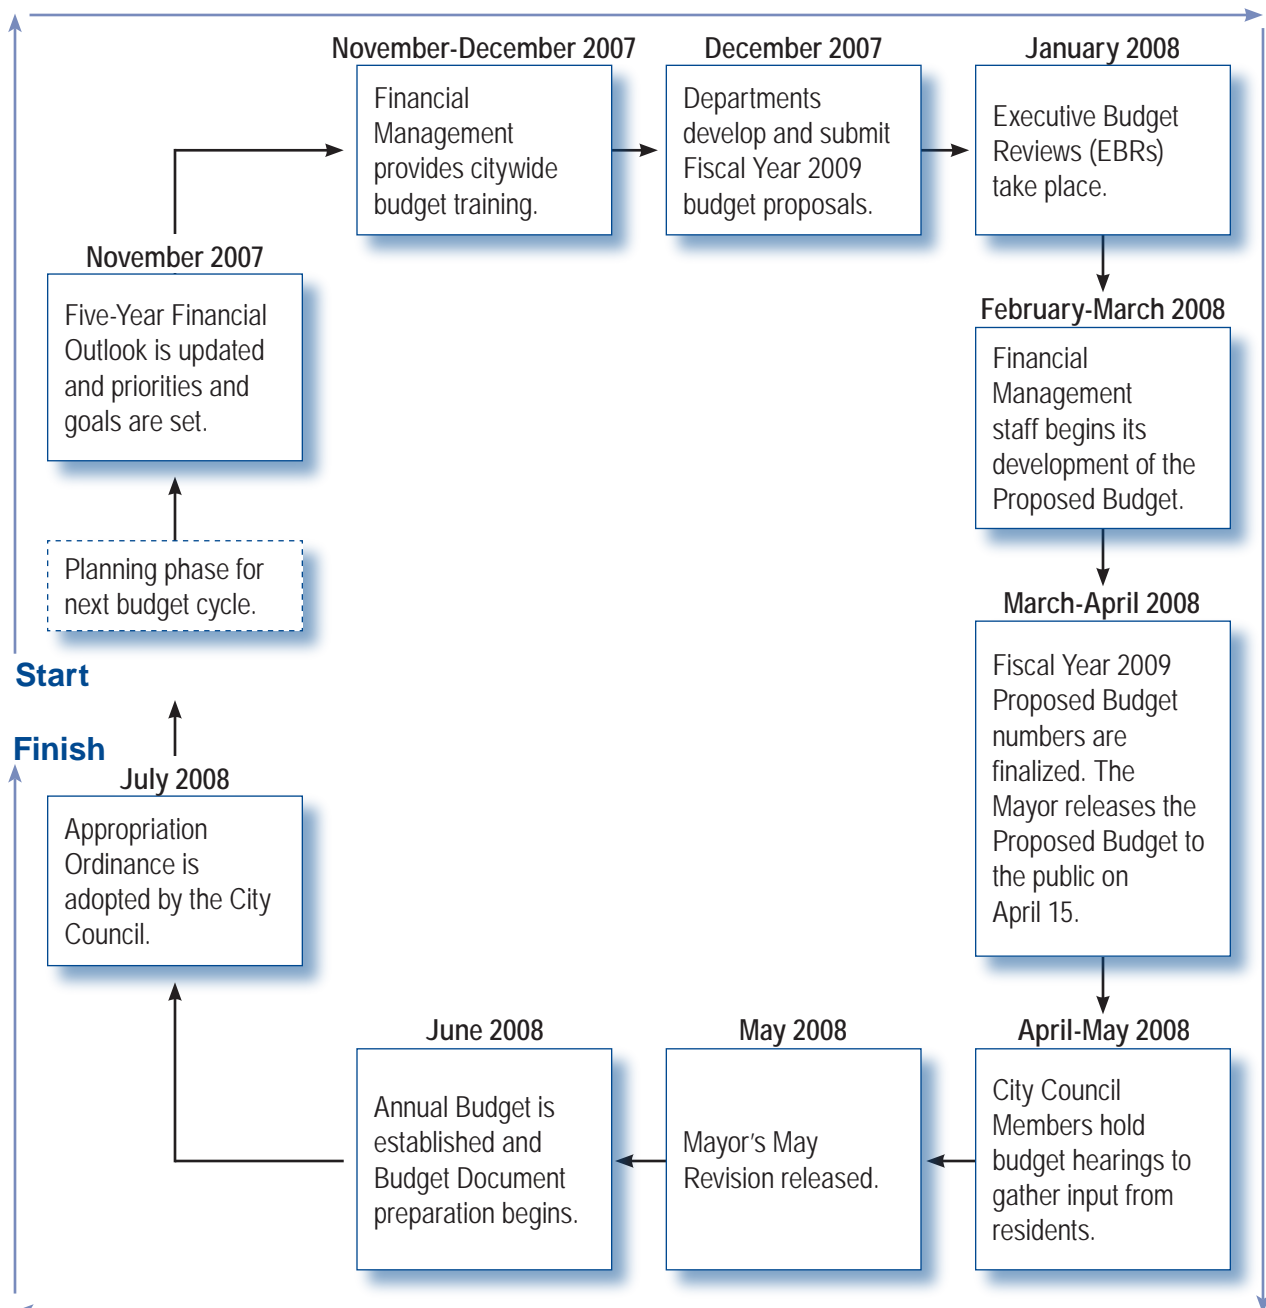 November-December 2007
Financial
Management
provides citywide
budget training.
December 2007
Departments
develop and submit
Fiscal Year 2009
budget proposals.
January 2008
Executive Budget
Reviews (EBRs)
take place.
November 2007
Five-Year Financial
Outlook is updated
and priorities and
goals are set.
February-March 2008
Financial
Management
staff begins its
development of the
Proposed Budget.
Planning phase for
next budget cycle.
Start
March-April 2008
Fiscal Year 2009
Proposed Budget
numbers are
finalized. The
Mayor releases the
Proposed Budget to
the public on
April 15.
Finish
July 2008
Appropriation
Ordinance is
adopted by the City
Council.
June 2008
Annual Budget is
established and
Budget Document
preparation begins.
May 2008
Mayor's May
Revision released.
April-May 2008
City Council
Members hold
budget hearings to
gather input from
residents.